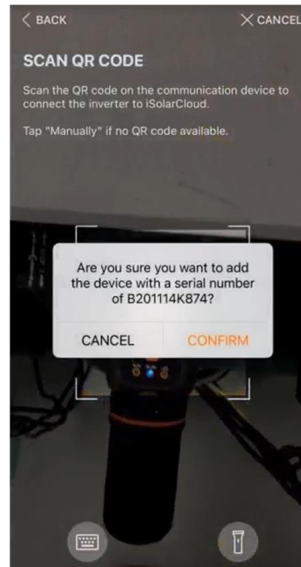 BACK
CANCEL
SCAN QR CODE
Scan the QR code on the communication device to
connect the inverter to iSolarCloud.
Tap "Manually" if no QR code available.
Are you sure you want to add
the device with a serial number
of B201114K874?
CANCEL
CONFIRM